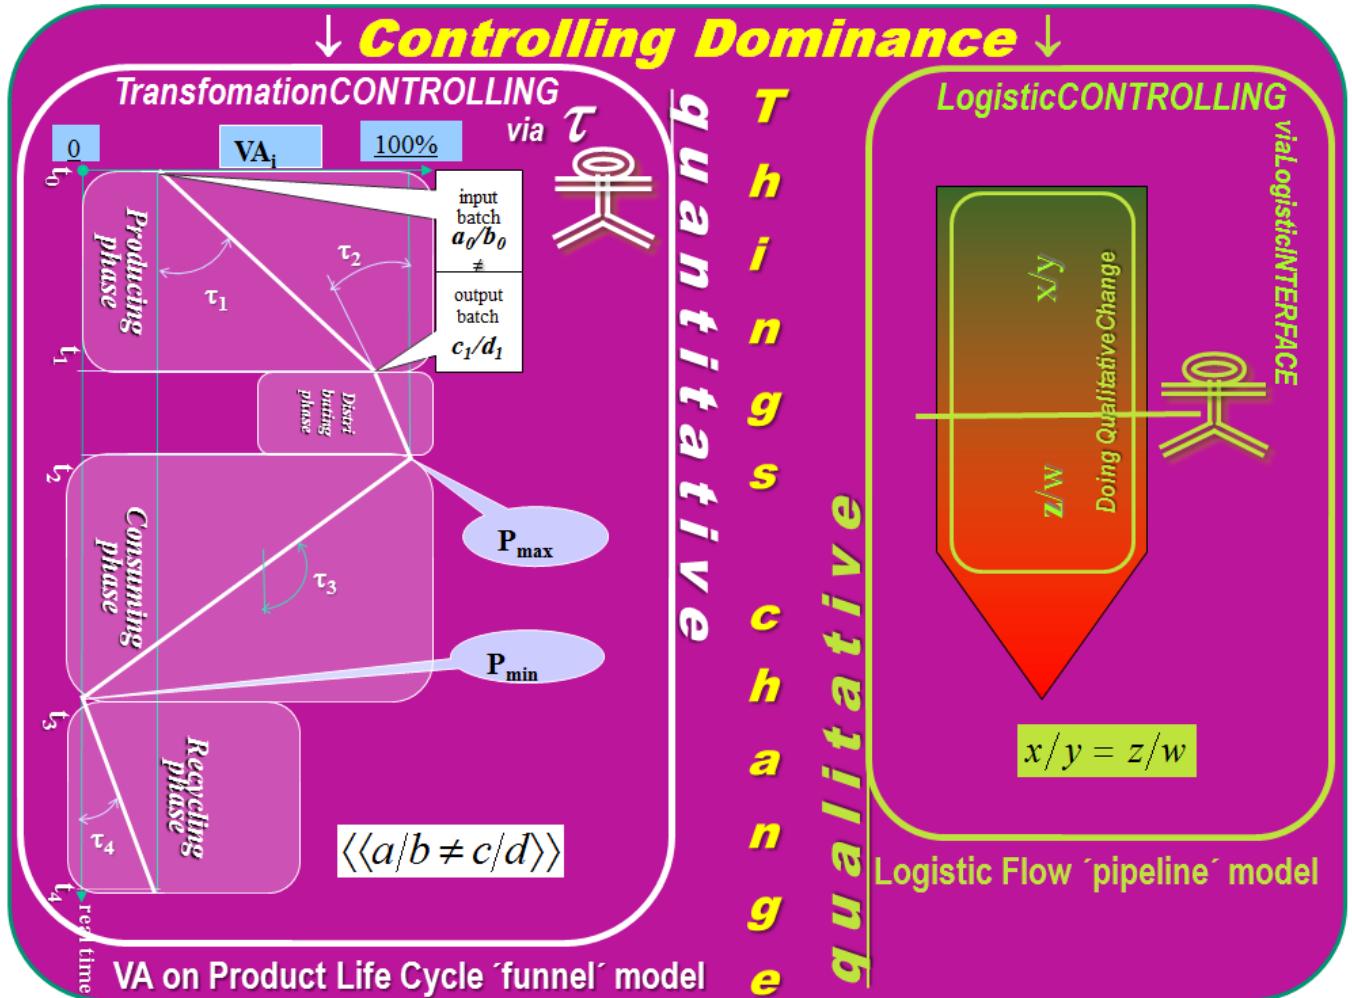 ↓ Controlling Dominance ↓
TransfomationCONTROLLING
via τ
0
VAi
100%
t0
Producing
phase
τ1
τ2
input
batch
a0/b0
≠
output
batch
c1/d1
t1
Distri
buting
phase
t2
Pmax
Consuming
phase
τ3
Pmin
t3
Recycling
phase
τ4
t4
real time
⟨⟨a/b ≠ c/d⟩⟩
VA on Product Life Cycle ´funnel´ model
quantitative
Things change
qualitative
LogisticCONTROLLING
viaLogisticINTERFACE
x/y
z/w
Doing QualitativeChange
x/y = z/w
Logistic Flow ´pipeline´ model